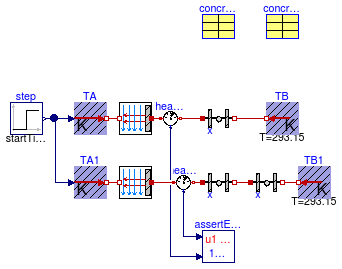 concr... concr...
step TA hea... TB
K K
startTi... T=293.15
TA1 hea... TB1
K K
T=293.15
assertE...
u1 ...
1...